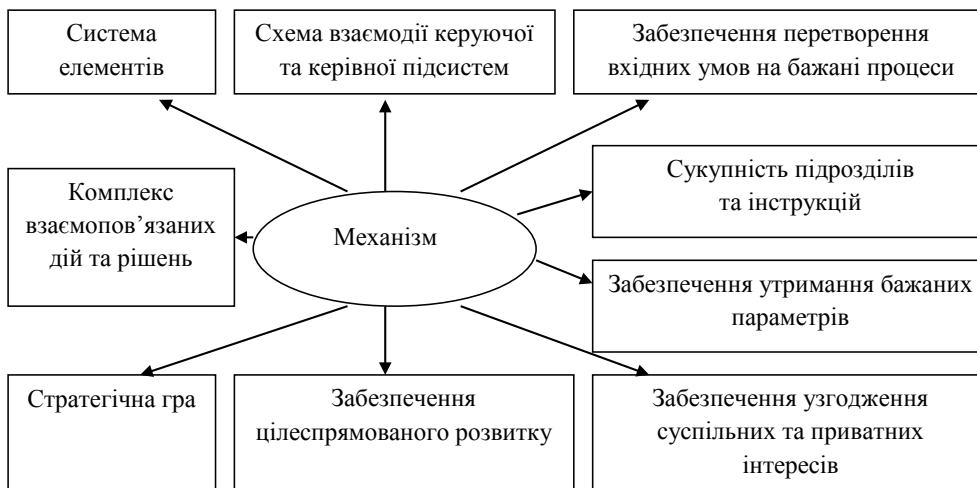 Система
елементів
Схема взаємодії керуючої
та керівної підсистем
Забезпечення перетворення
вхідних умов на бажані процеси
Комплекс
взаємопов’язаних
дій та рішень
Механізм
Сукупність підрозділів
та інструкцій
Забезпечення утримання бажаних
параметрів
Стратегічна гра
Забезпечення
цілеспрямованого розвитку
Забезпечення узгодження
суспільних та приватних
інтересів